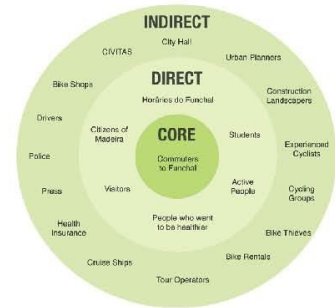 INDIRECT
City Hall
CIVITAS
Urban Planners
Bike Shops
DIRECT
Construction
Landscapers
Horários do Funchal
Drivers
Citizens of
Madeira
Students
CORE
Experienced
Cyclists
Police
Commuters
to Funchal
Press
Visitors
Active
People
Cycling
Groups
Health
Insurance
People who want
to be healthier
Bike Thieves
Cruise Ships
Bike Rentals
Tour Operators